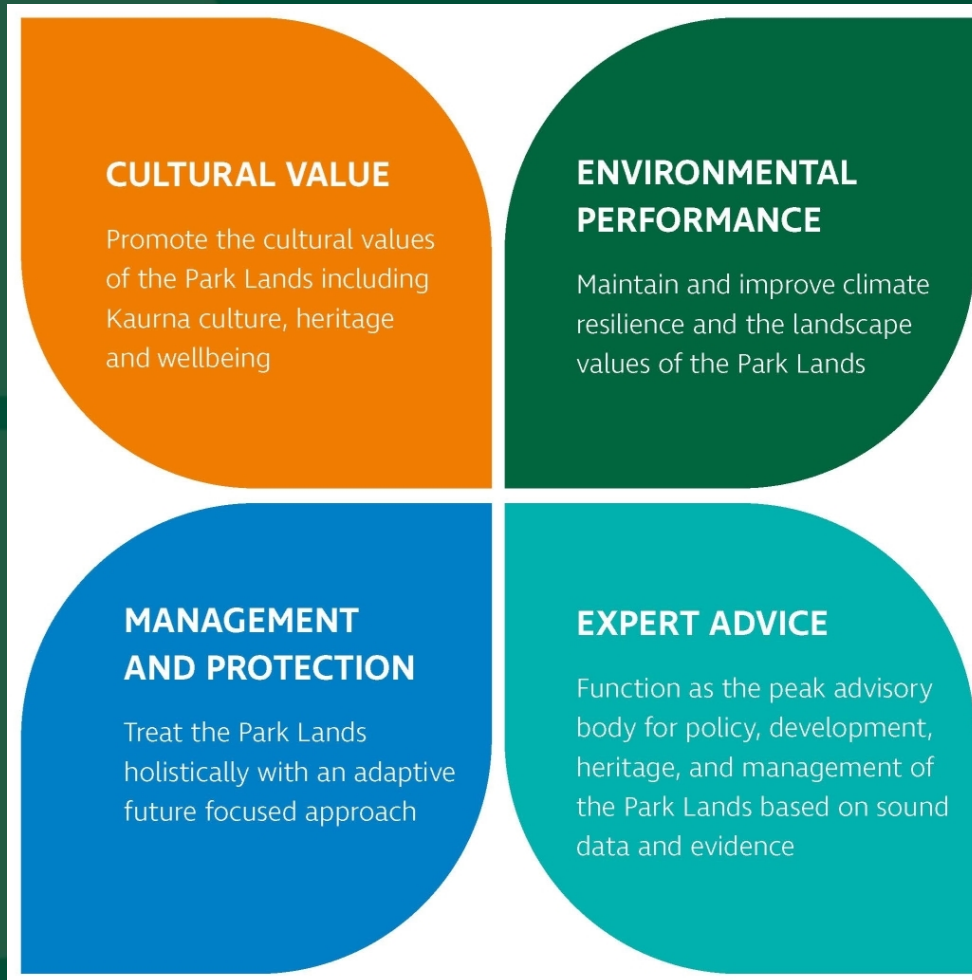 CULTURAL VALUE
Promote the cultural values
of the Park Lands including
Kaurna culture, heritage
and wellbeing
ENVIRONMENTAL
PERFORMANCE
Maintain and improve climate
resilience and the landscape
values of the Park Lands
MANAGEMENT
AND PROTECTION
Treat the Park Lands
holistically with an adaptive
future focused approach
EXPERT ADVICE
Function as the peak advisory
body for policy, development,
heritage, and management of
the Park Lands based on sound
data and evidence